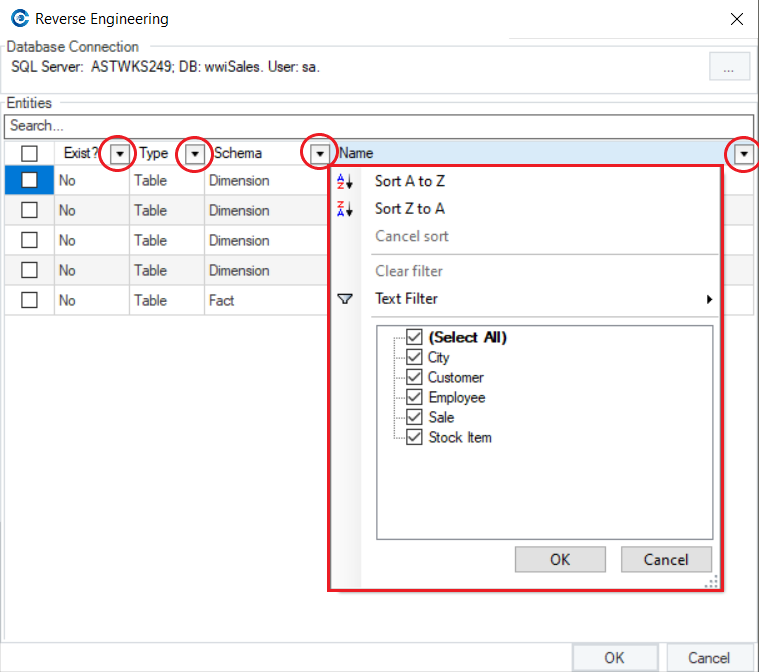 Reverse Engineering
Database Connection
SQL Server: ASTWKS249; DB: wwiSales. User: sa.
...
Entities
Search...
Exist? Type Schema Name
No Table Dimension
No Table Dimension
No Table Dimension
No Table Dimension
No Table Fact
Sort A to Z
Sort Z to A
Cancel sort
Clear filter
Text Filter
(Select All)
City
Customer
Employee
Sale
Stock Item
OK Cancel
OK Cancel